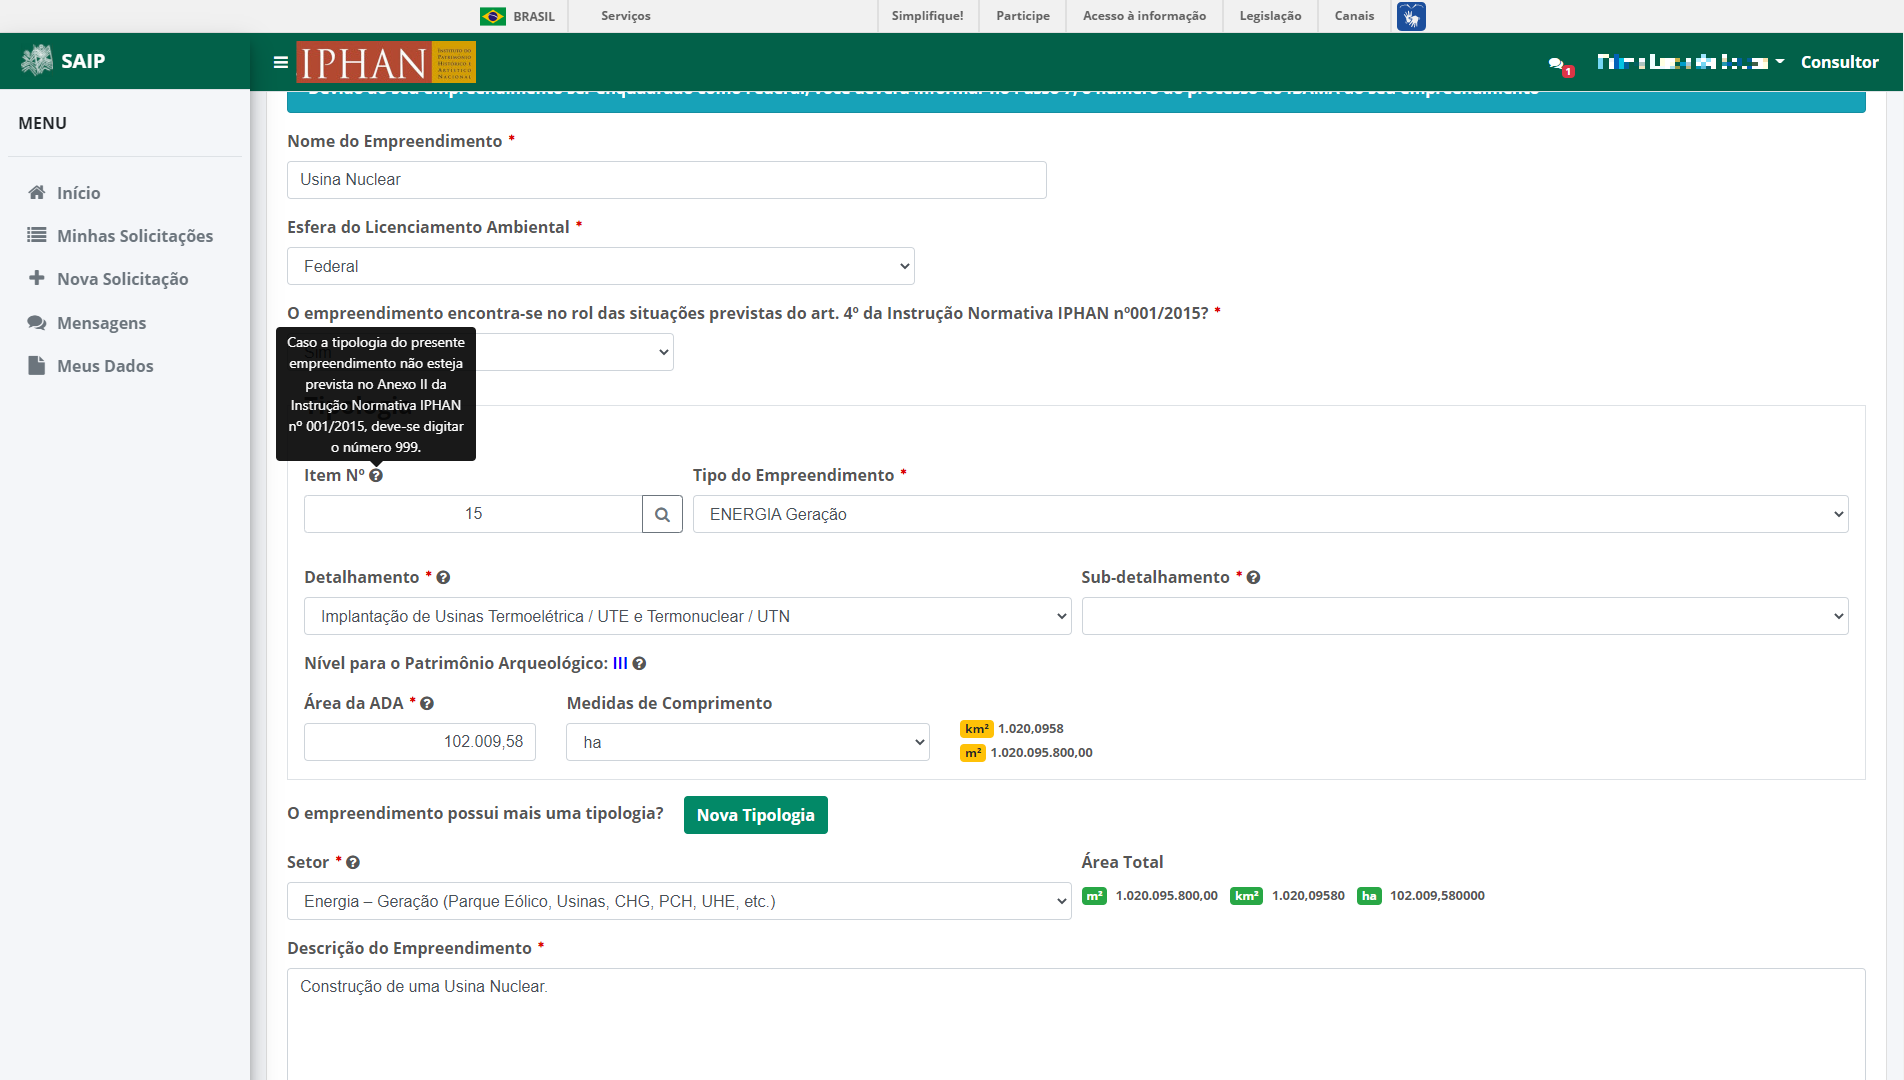 BRASIL
Serviços
Simplifique!
Participe
Acesso à informação
Legislação
Canais
SAIP
IPHAN
INSTITUTO DO
PATRIMÔNIO
HISTÓRICO E
ARTÍSTICO
NACIONAL
1
Consultor
MENU
Início
Minhas Solicitações
Nova Solicitação
Mensagens
Meus Dados
Nome do Empreendimento *
Usina Nuclear
Esfera do Licenciamento Ambiental *
Federal
O empreendimento encontra-se no rol das situações previstas do art. 4º da Instrução Normativa IPHAN nº001/2015? *
Caso a tipologia do presente
empreendimento não esteja
prevista no Anexo II da
Instrução Normativa IPHAN
nº 001/2015, deve-se digitar
o número 999.
Item Nº
Tipo do Empreendimento *
15
ENERGIA Geração
Detalhamento *
Sub-detalhamento *
Implantação de Usinas Termoelétrica / UTE e Termonuclear / UTN
Nível para o Patrimônio Arqueológico: III
Área da ADA *
Medidas de Comprimento
102.009,58
ha
km² 1.020,0958
m² 1.020.095.800,00
O empreendimento possui mais uma tipologia?
Nova Tipologia
Setor *
Área Total
Energia – Geração (Parque Eólico, Usinas, CHG, PCH, UHE, etc.)
m² 1.020.095.800,00 km² 1.020,09580 ha 102.009,580000
Descrição do Empreendimento *
Construção de uma Usina Nuclear.